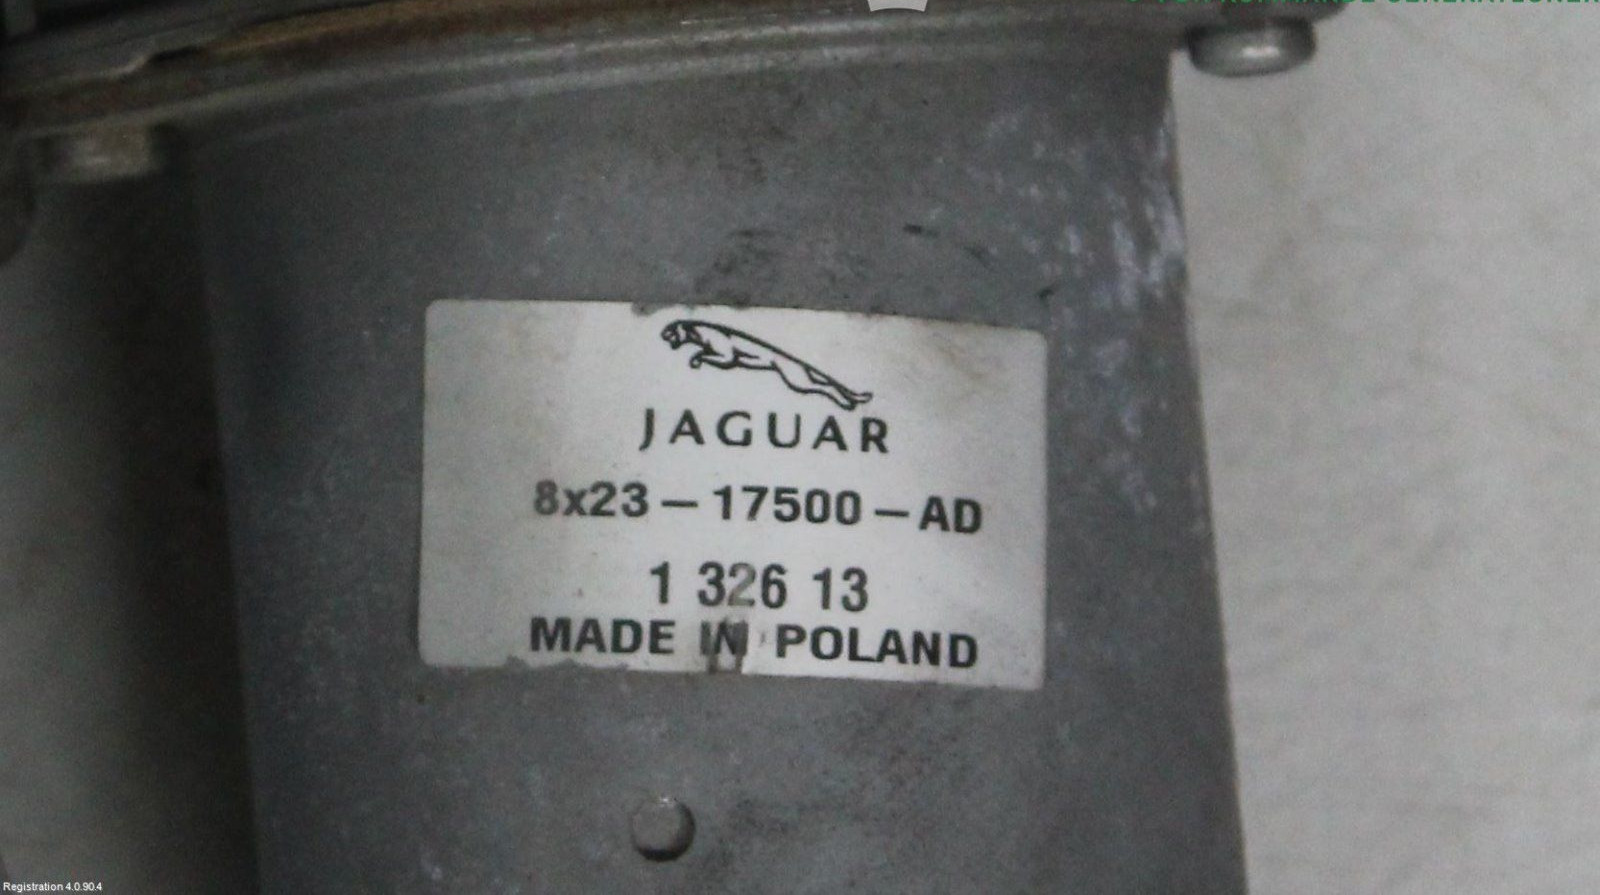 JAGUAR
8x23-17500-AD
1 326 13
MADE IN POLAND
Registration 4.0.90.4